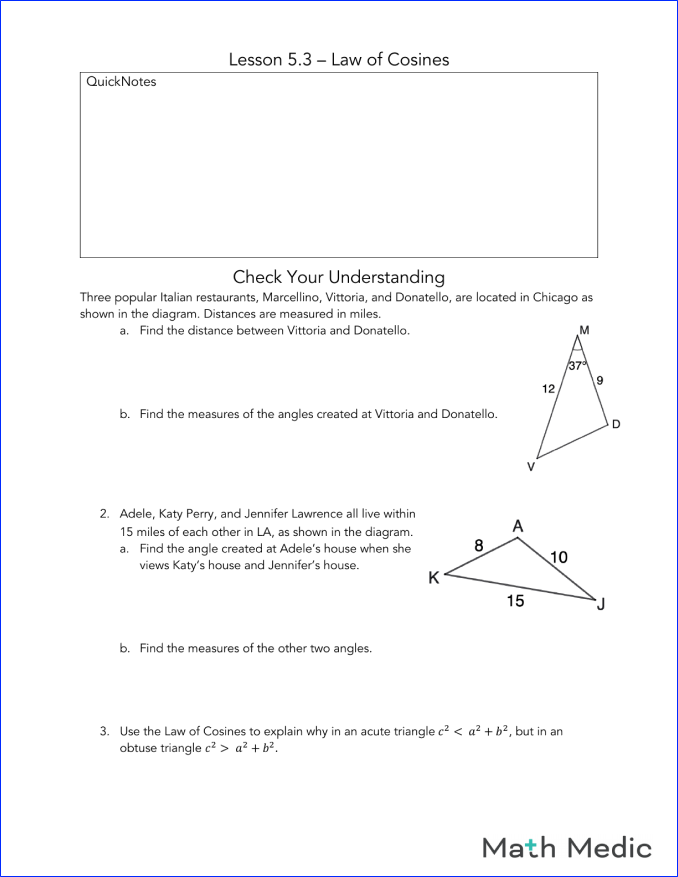 Lesson 5.3 – Law of Cosines
QuickNotes
Check Your Understanding
Three popular Italian restaurants, Marcellino, Vittoria, and Donatello, are located in Chicago as
shown in the diagram. Distances are measured in miles.
a. Find the distance between Vittoria and Donatello.
M
37°
12
9
D
V
b. Find the measures of the angles created at Vittoria and Donatello.
2. Adele, Katy Perry, and Jennifer Lawrence all live within
15 miles of each other in LA, as shown in the diagram.
a. Find the angle created at Adele's house when she
views Katy's house and Jennifer's house.
A
8
10
K
15
J
b. Find the measures of the other two angles.
3. Use the Law of Cosines to explain why in an acute triangle c² < a² + b², but in an
obtuse triangle c² > a² + b².
Math Medic